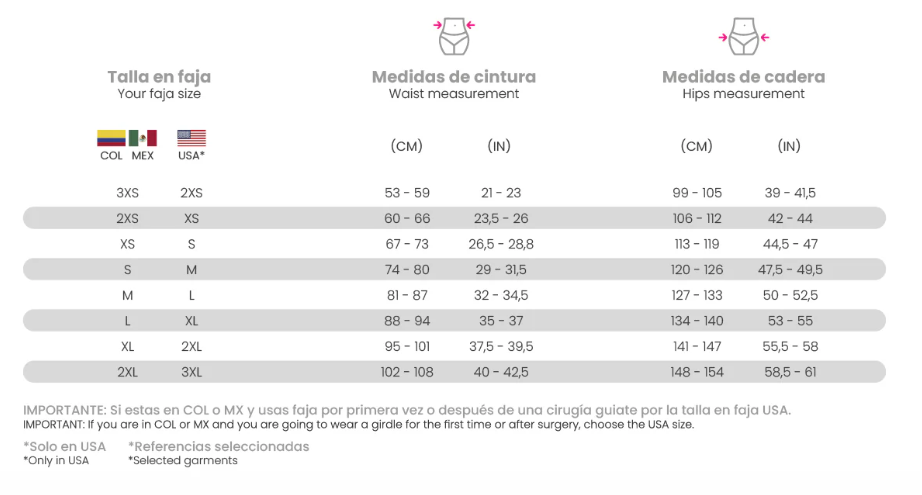 Talla en faja Medidas de cintura Medidas de cadera
Your faja size Waist measurement Hips measurement
(CM) (IN) (CM) (IN)
COL MEX USA*
3XS 2XS 53 - 59 21 - 23 99 - 105 39 - 41,5
2XS XS 60 - 66 23,5 - 26 106 - 112 42 - 44
XS S 67 - 73 26,5 - 28,8 113 - 119 44,5 - 47
S M 74 - 80 29 - 31,5 120 - 126 47,5 - 49,5
M L 81 - 87 32 - 34,5 127 - 133 50 - 52,5
L XL 88 - 94 35 - 37 134 - 140 53 - 55
XL 2XL 95 - 101 37,5 - 39,5 141 - 147 55,5 - 58
2XL 3XL 102 - 108 40 - 42,5 148 - 154 58,5 - 61
IMPORTANTE: Si estas en COL o MX y usas faja por primera vez o después de una cirugía guiate por la talla en faja USA.
IMPORTANT: If you are in COL or MX and you are going to wear a girdle for the first time or after surgery, choose the USA size.
*Solo en USA *Referencias seleccionadas
*Only in USA *Selected garments